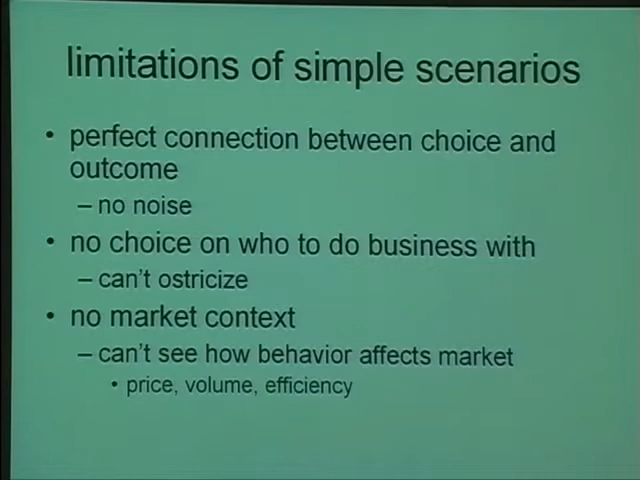 limitations of simple scenarios
• perfect connection between choice and
outcome
– no noise
• no choice on who to do business with
– can't ostricize
• no market context
– can't see how behavior affects market
• price, volume, efficiency